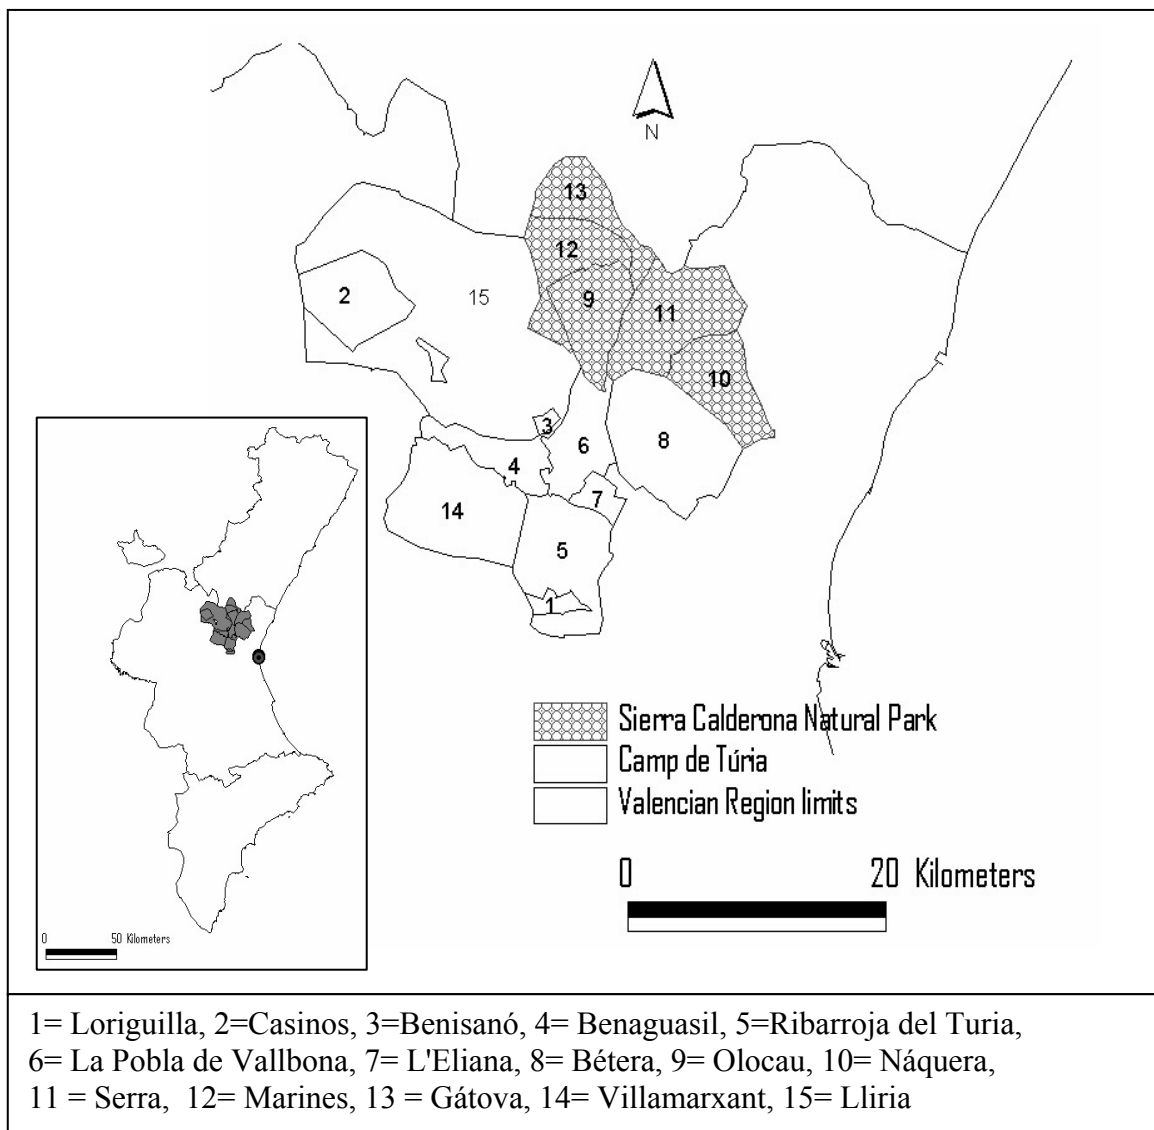 N
13
12
2
15
9
11
10
3
8
6
4
7
14
5
1
Sierra Calderona Natural Park
Camp de Túria
Valencian Region limits
0 20 Kilometers
0 50 Kilometers
1= Loriguilla, 2=Casinos, 3=Benisanó, 4= Benaguasil, 5=Ribarroja del Turia,
6= La Pobla de Vallbona, 7= L'Eliana, 8= Bétera, 9= Olocau, 10= Náquera,
11 = Serra, 12= Marines, 13 = Gátova, 14= Villamarxant, 15= Lliria